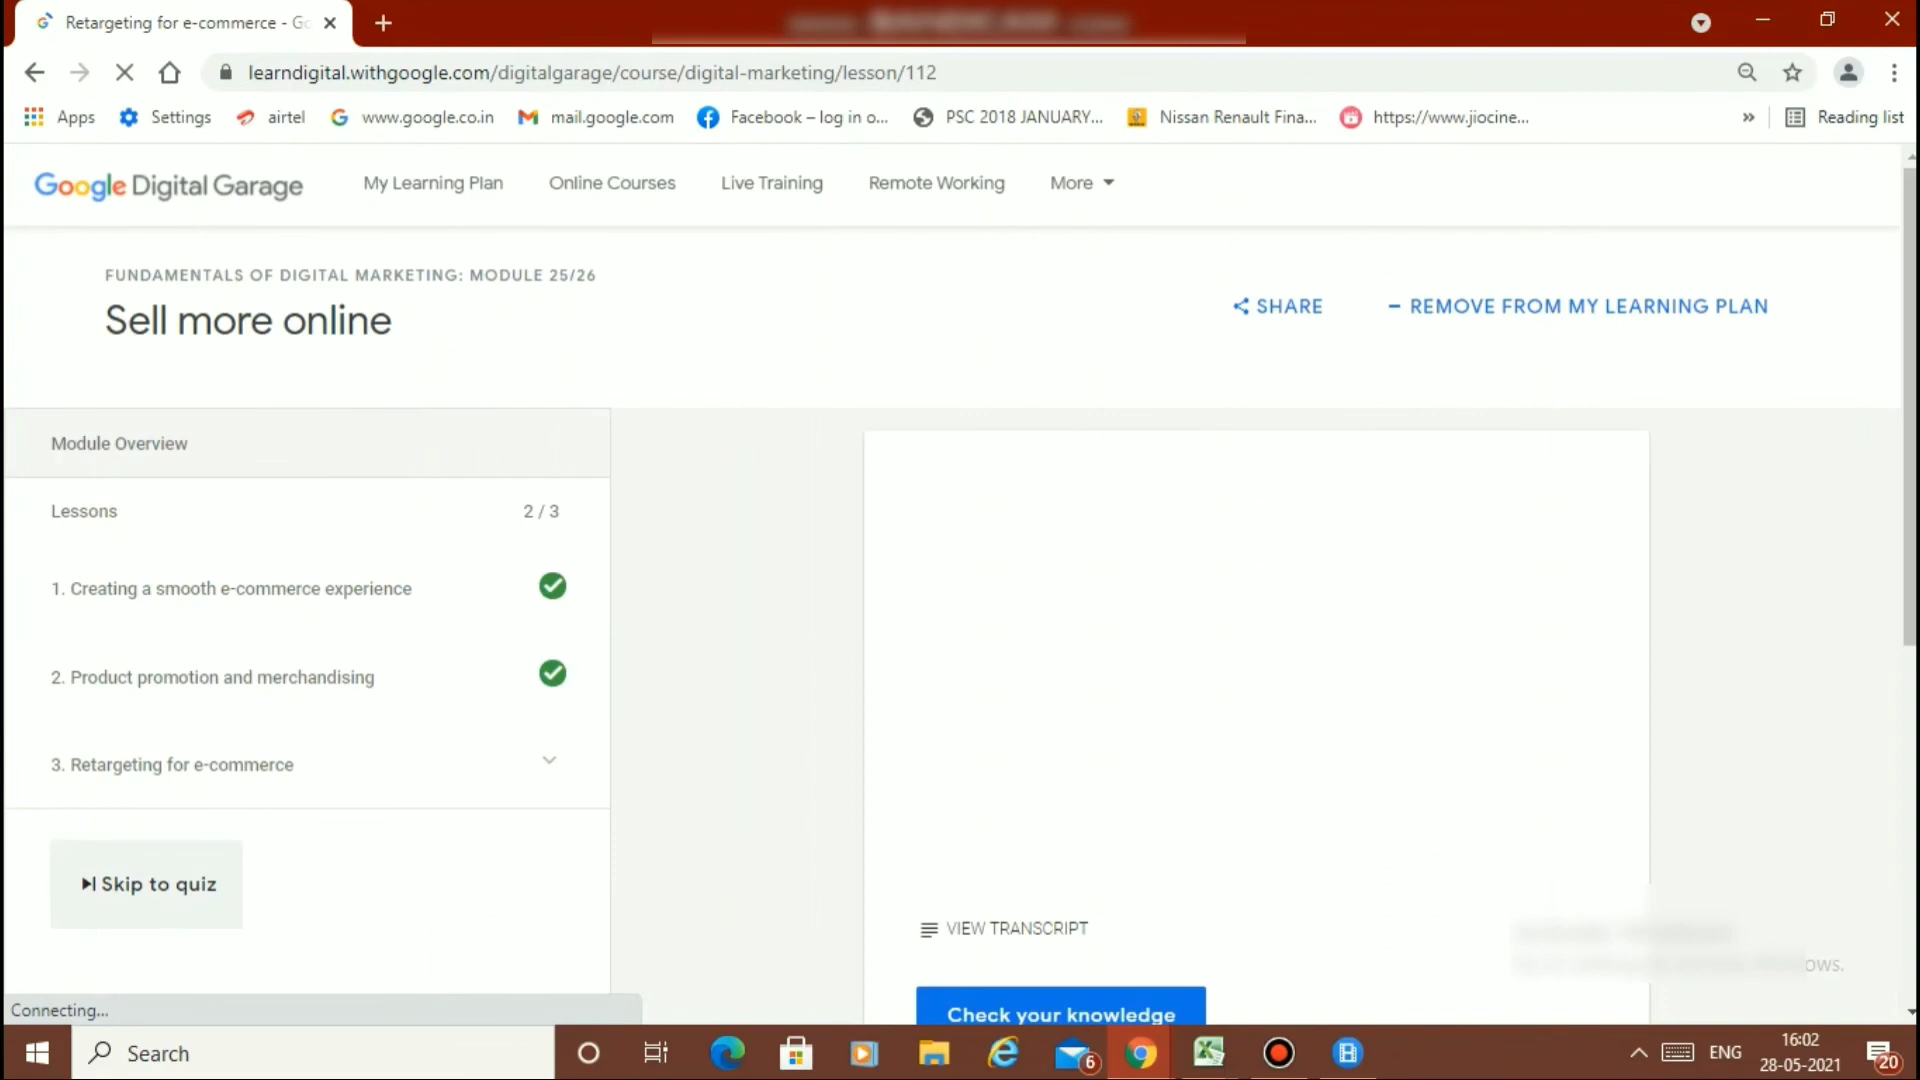 Retargeting for e-commerce - Go
learndigital.withgoogle.com/digitalgarage/course/digital-marketing/lesson/112
Apps Settings airtel www.google.co.in mail.google.com Facebook – log in o... PSC 2018 JANUARY... Nissan Renault Fina... https://www.jiocine... » Reading list
Google Digital Garage My Learning Plan Online Courses Live Training Remote Working More
FUNDAMENTALS OF DIGITAL MARKETING: MODULE 25/26
Sell more online
SHARE
− REMOVE FROM MY LEARNING PLAN
Module Overview
Lessons 2 / 3
1. Creating a smooth e-commerce experience
2. Product promotion and merchandising
3. Retargeting for e-commerce
Skip to quiz
VIEW TRANSCRIPT
Check your knowledge
Connecting...
Search
6
ENG
16:02
28-05-2021
20